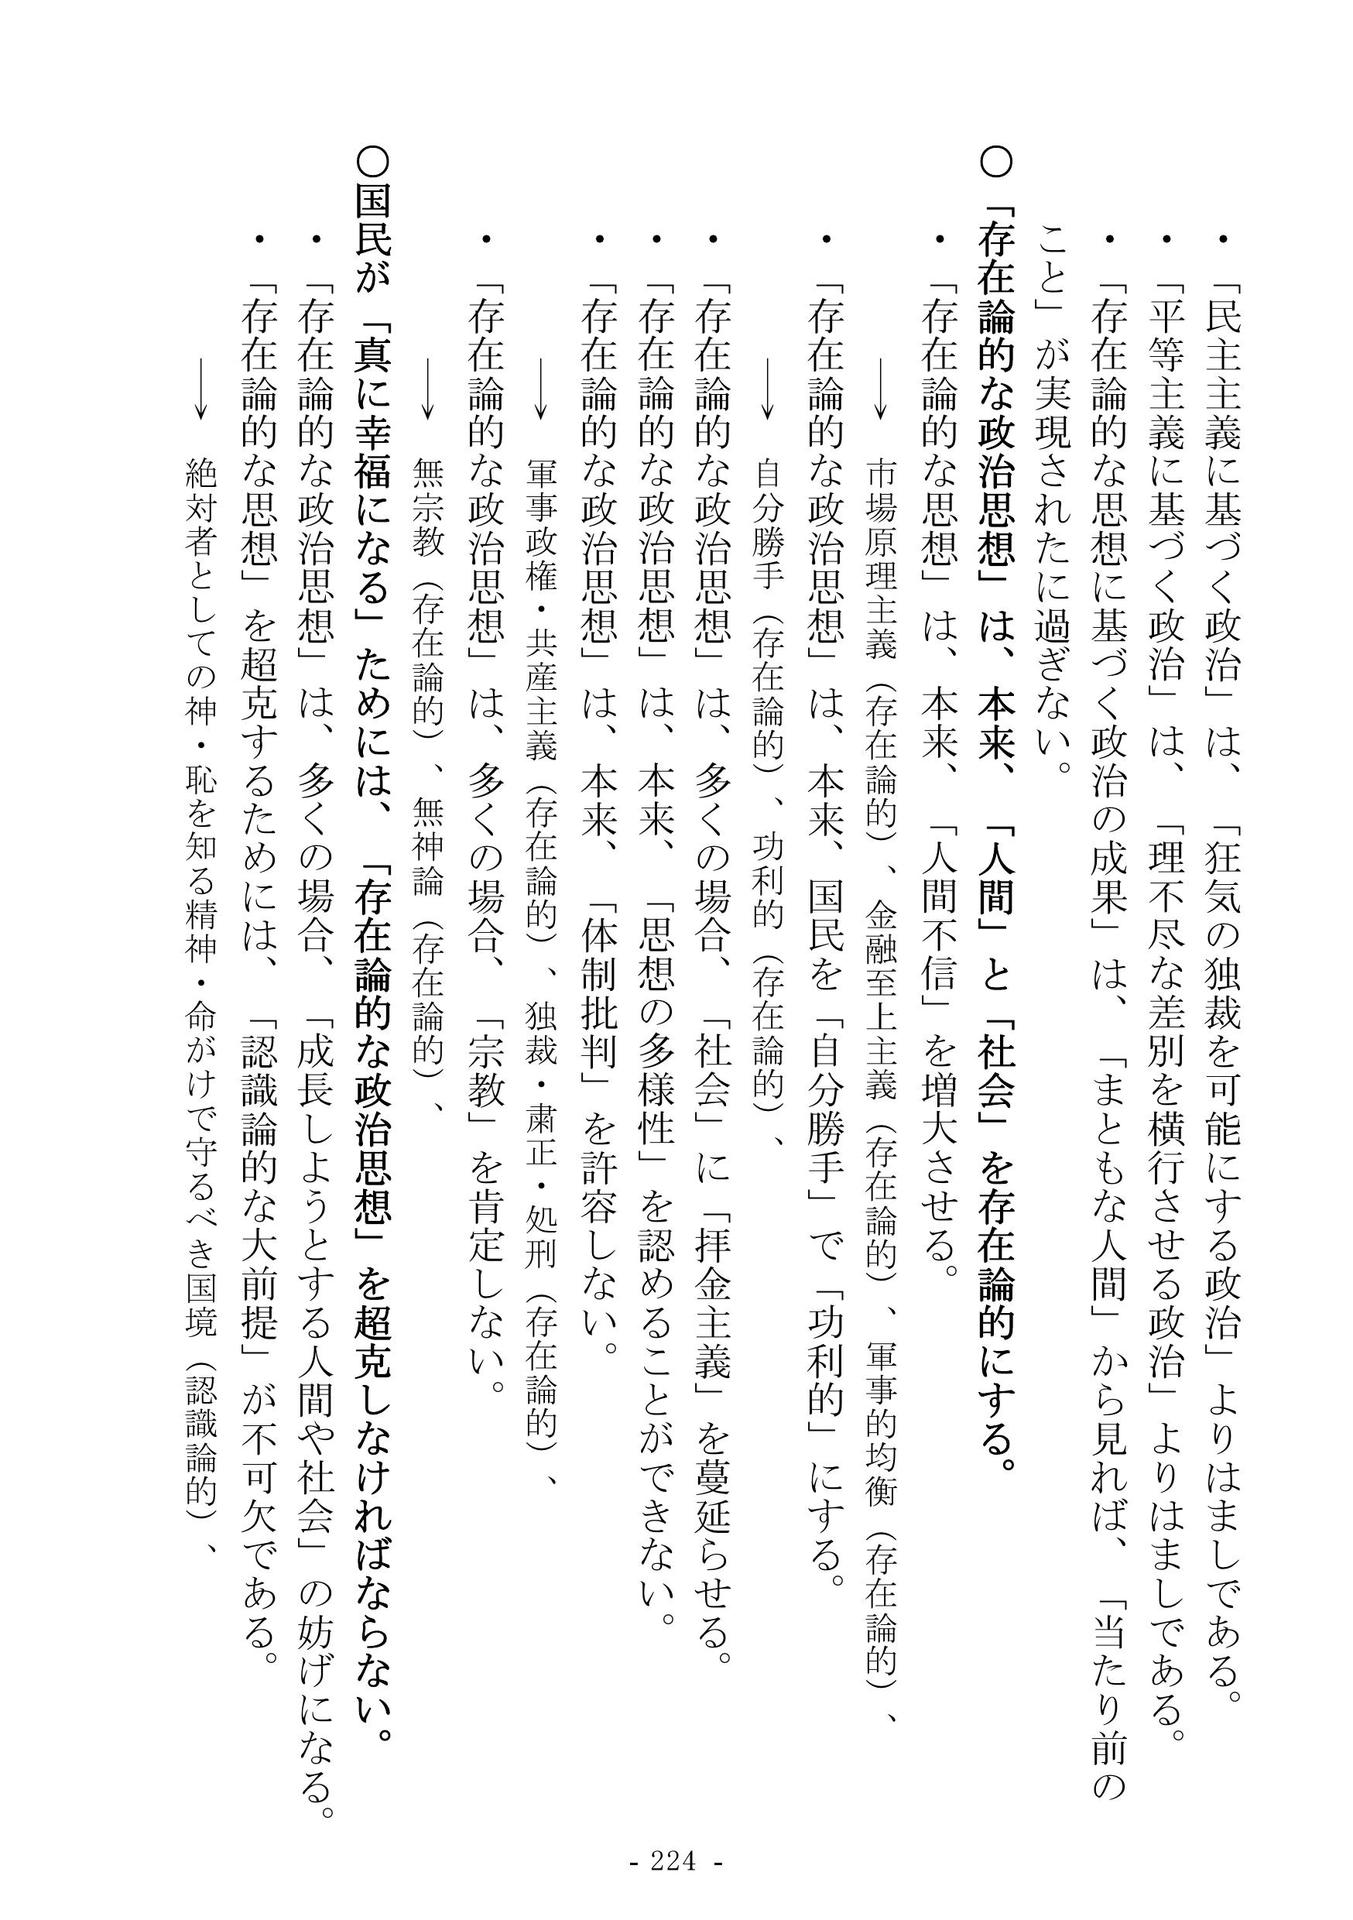 ・「民主主義に基づく政治」は、「狂気の独裁を可能にする政治」よりはましである。
・「平等主義に基づく政治」は、「理不尽な差別を横行させる政治」よりはましである。
・「存在論的な思想に基づく政治の成果」は、「まともな人間」から見れば、「当たり前の
こと」が実現されたに過ぎない。
〇「存在論的な政治思想」は、本来、「人間」と「社会」を存在論的にする。
・「存在論的な思想」は、本来、「人間不信」を増大させる。
→ 市場原理主義（存在論的）、金融至上主義（存在論的）、軍事的均衡（存在論的）、
・「存在論的な政治思想」は、本来、国民を「自分勝手」で「功利的」にする。
→ 自分勝手（存在論的）、功利的（存在論的）、
・「存在論的な政治思想」は、多くの場合、「社会」に「拝金主義」を蔓延らせる。
・「存在論的な政治思想」は、本来、「思想の多様性」を認めることができない。
・「存在論的な政治思想」は、本来、「体制批判」を許容しない。
→ 軍事政権・共産主義（存在論的）、独裁・粛正・処刑（存在論的）、
・「存在論的な政治思想」は、多くの場合、「宗教」を肯定しない。
→ 無宗教（存在論的）、無神論（存在論的）、
〇国民が「真に幸福になる」ためには、「存在論的な政治思想」を超克しなければならない。
・「存在論的な政治思想」は、多くの場合、「成長しようとする人間や社会」の妨げになる。
・「存在論的な思想」を超克するためには、「認識論的な大前提」が不可欠である。
→ 絶対者としての神・恥を知る精神・命がけで守るべき国境（認識論的）、
- 224 -